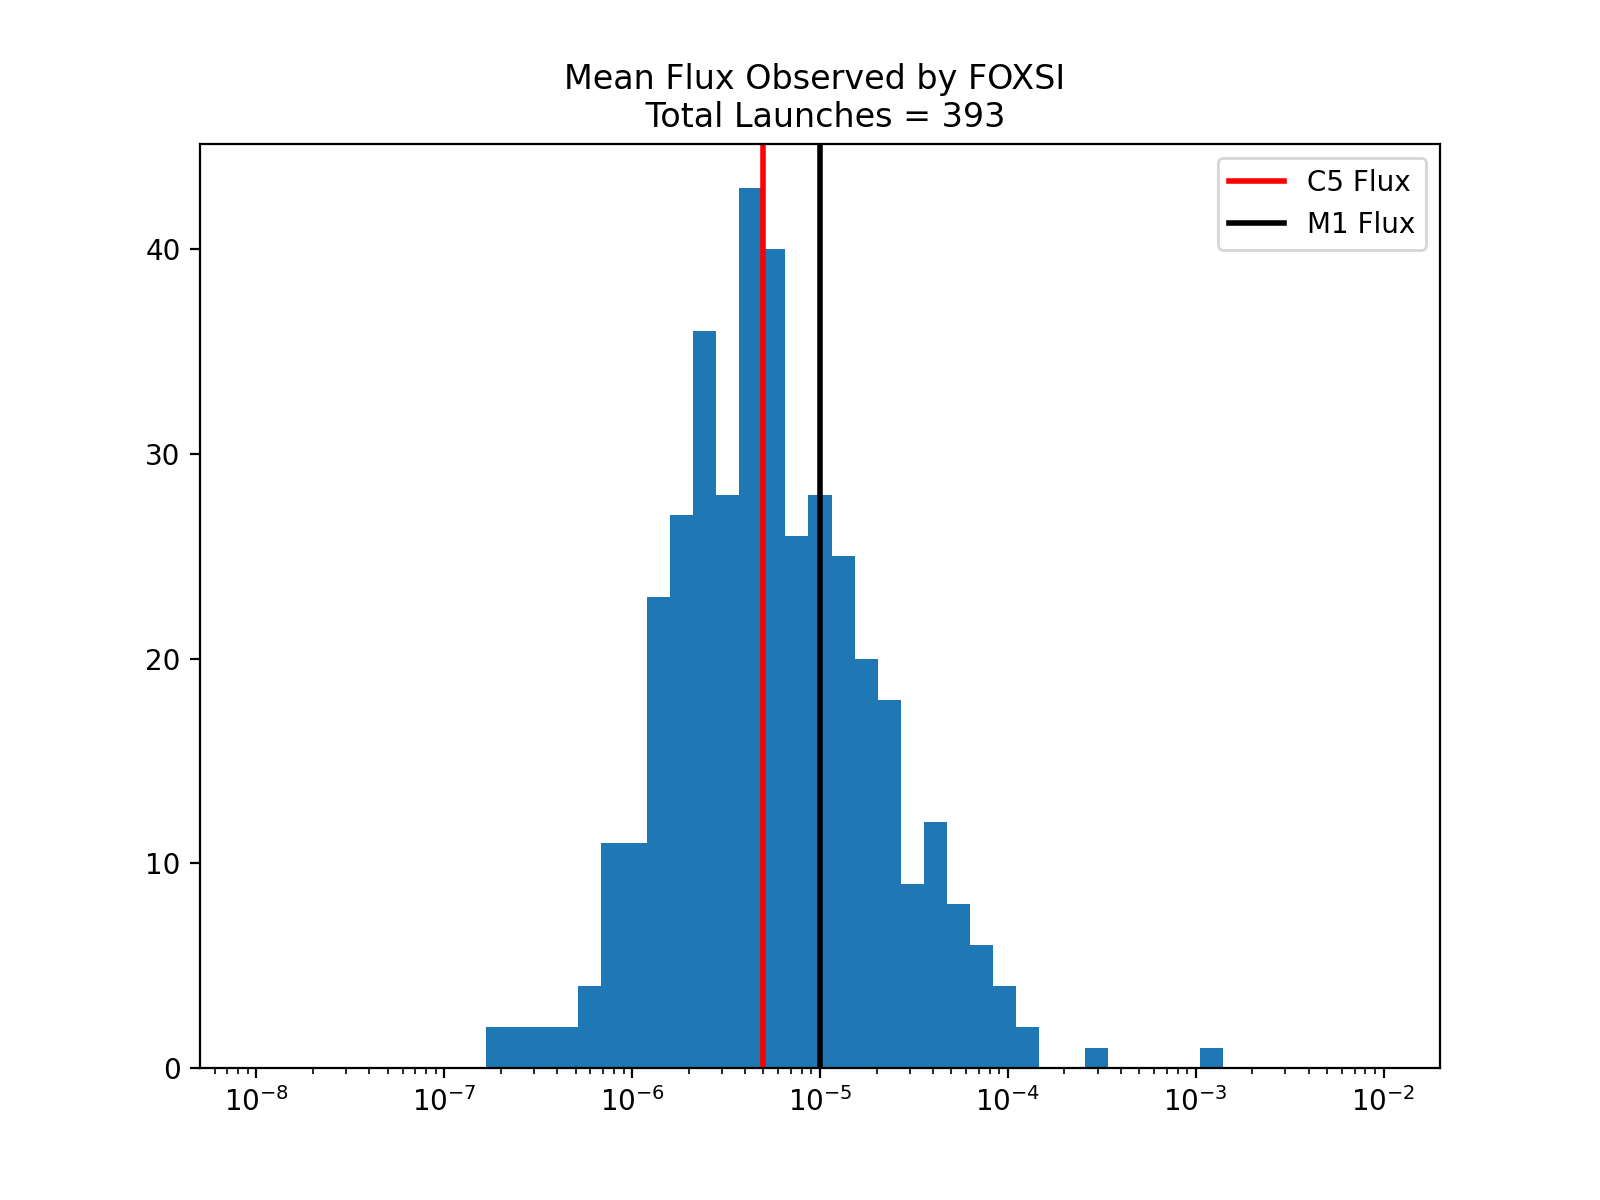 Mean Flux Observed by FOXSI
Total Launches = 393
C5 Flux
M1 Flux
40
30
20
10
0
10⁻⁸ 10⁻⁷ 10⁻⁶ 10⁻⁵ 10⁻⁴ 10⁻³ 10⁻²